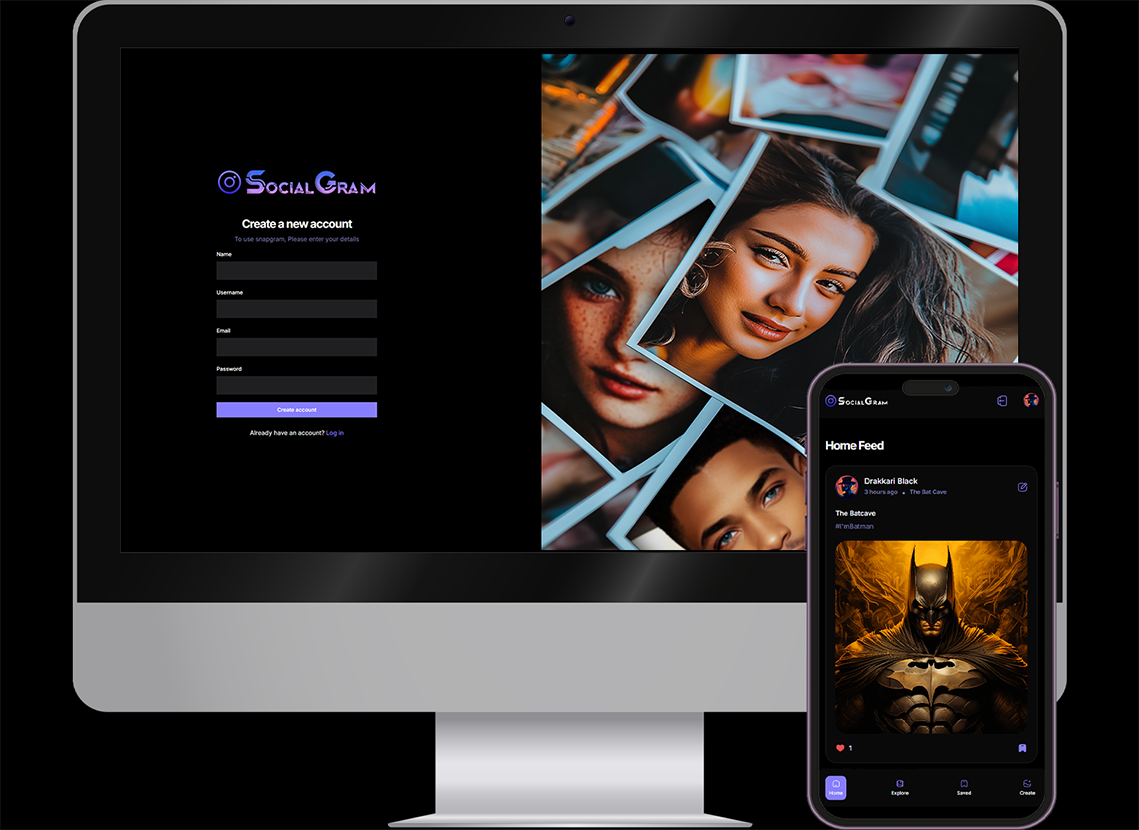 SOCIALGRAM
Create a new account
To use snapgram, Please enter your details
Name
Username
Email
Password
Create account
Already have an account? Log in
SOCIALGRAM
Home Feed
Drakkari Black
3 hours ago • The Bat Cave
The Batcave
#I'mBatman
1
Home
Explore
Saved
Create